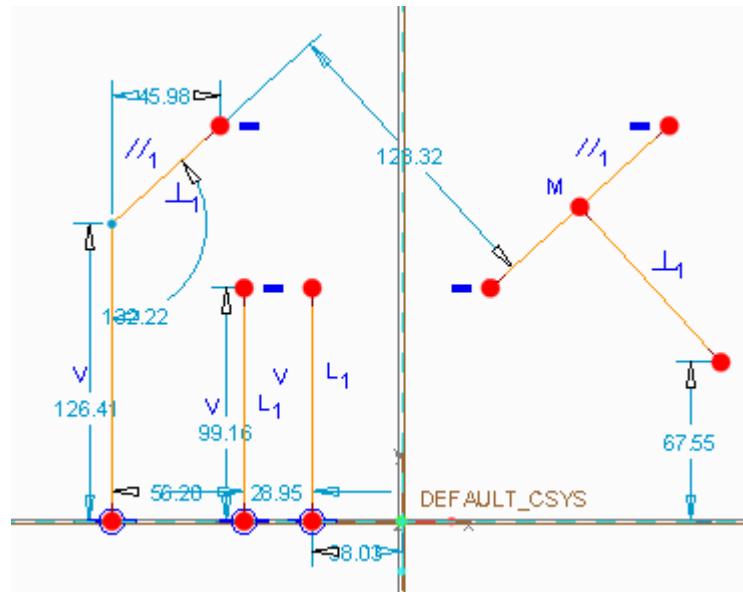 45.98
//₁
⊥₁
123.32
//₁
M
⊥₁
132.22
V
126.41
V
99.16
L₁
V
L₁
67.55
56.20
28.95
DEFAULT_CSYS
38.03